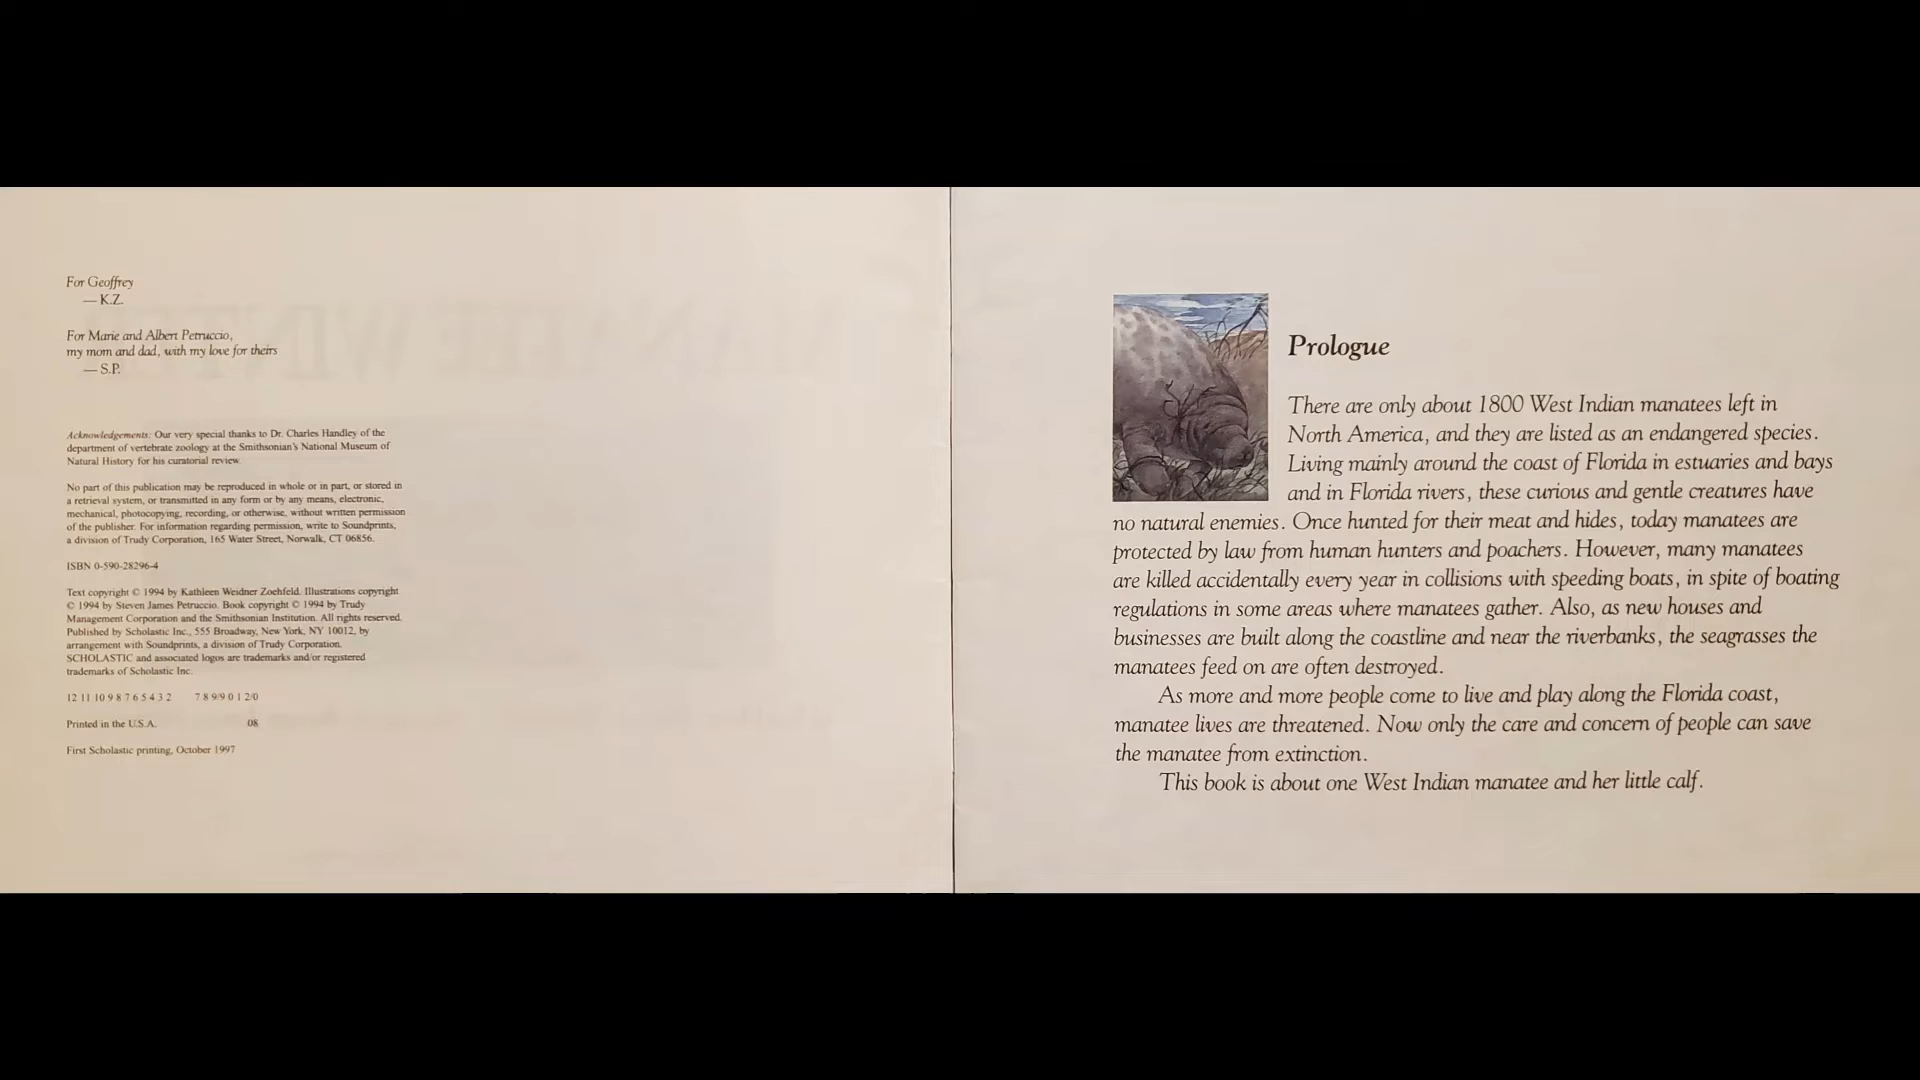 For Geoffrey
— K.Z.
For Marie and Albert Petruccio,
my mom and dad, with my love for theirs
— S.P.
Acknowledgements: Our very special thanks to Dr. Charles Handley of the
department of vertebrate zoology at the Smithsonian's National Museum of
Natural History for his curatorial review.
No part of this publication may be reproduced in whole or in part, or stored in
a retrieval system, or transmitted in any form or by any means, electronic,
mechanical, photocopying, recording, or otherwise, without written permission
of the publisher. For information regarding permission, write to Soundprints,
a division of Trudy Corporation, 165 Water Street, Norwalk, CT 06856.
ISBN 0-590-28296-4
Text copyright © 1994 by Kathleen Weidner Zoehfeld. Illustrations copyright
© 1994 by Steven James Petruccio. Book copyright © 1994 by Trudy
Management Corporation and the Smithsonian Institution. All rights reserved.
Published by Scholastic Inc., 555 Broadway, New York, NY 10012, by
arrangement with Soundprints, a division of Trudy Corporation.
SCHOLASTIC and associated logos are trademarks and/or registered
trademarks of Scholastic Inc.
12 11 10 9 8 7 6 5 4 3 2 7 8 9/9 0 1 2/0
Printed in the U.S.A. 08
First Scholastic printing, October 1997
Prologue
There are only about 1800 West Indian manatees left in
North America, and they are listed as an endangered species.
Living mainly around the coast of Florida in estuaries and bays
and in Florida rivers, these curious and gentle creatures have
no natural enemies. Once hunted for their meat and hides, today manatees are
protected by law from human hunters and poachers. However, many manatees
are killed accidentally every year in collisions with speeding boats, in spite of boating
regulations in some areas where manatees gather. Also, as new houses and
businesses are built along the coastline and near the riverbanks, the seagrasses the
manatees feed on are often destroyed.
As more and more people come to live and play along the Florida coast,
manatee lives are threatened. Now only the care and concern of people can save
the manatee from extinction.
This book is about one West Indian manatee and her little calf.